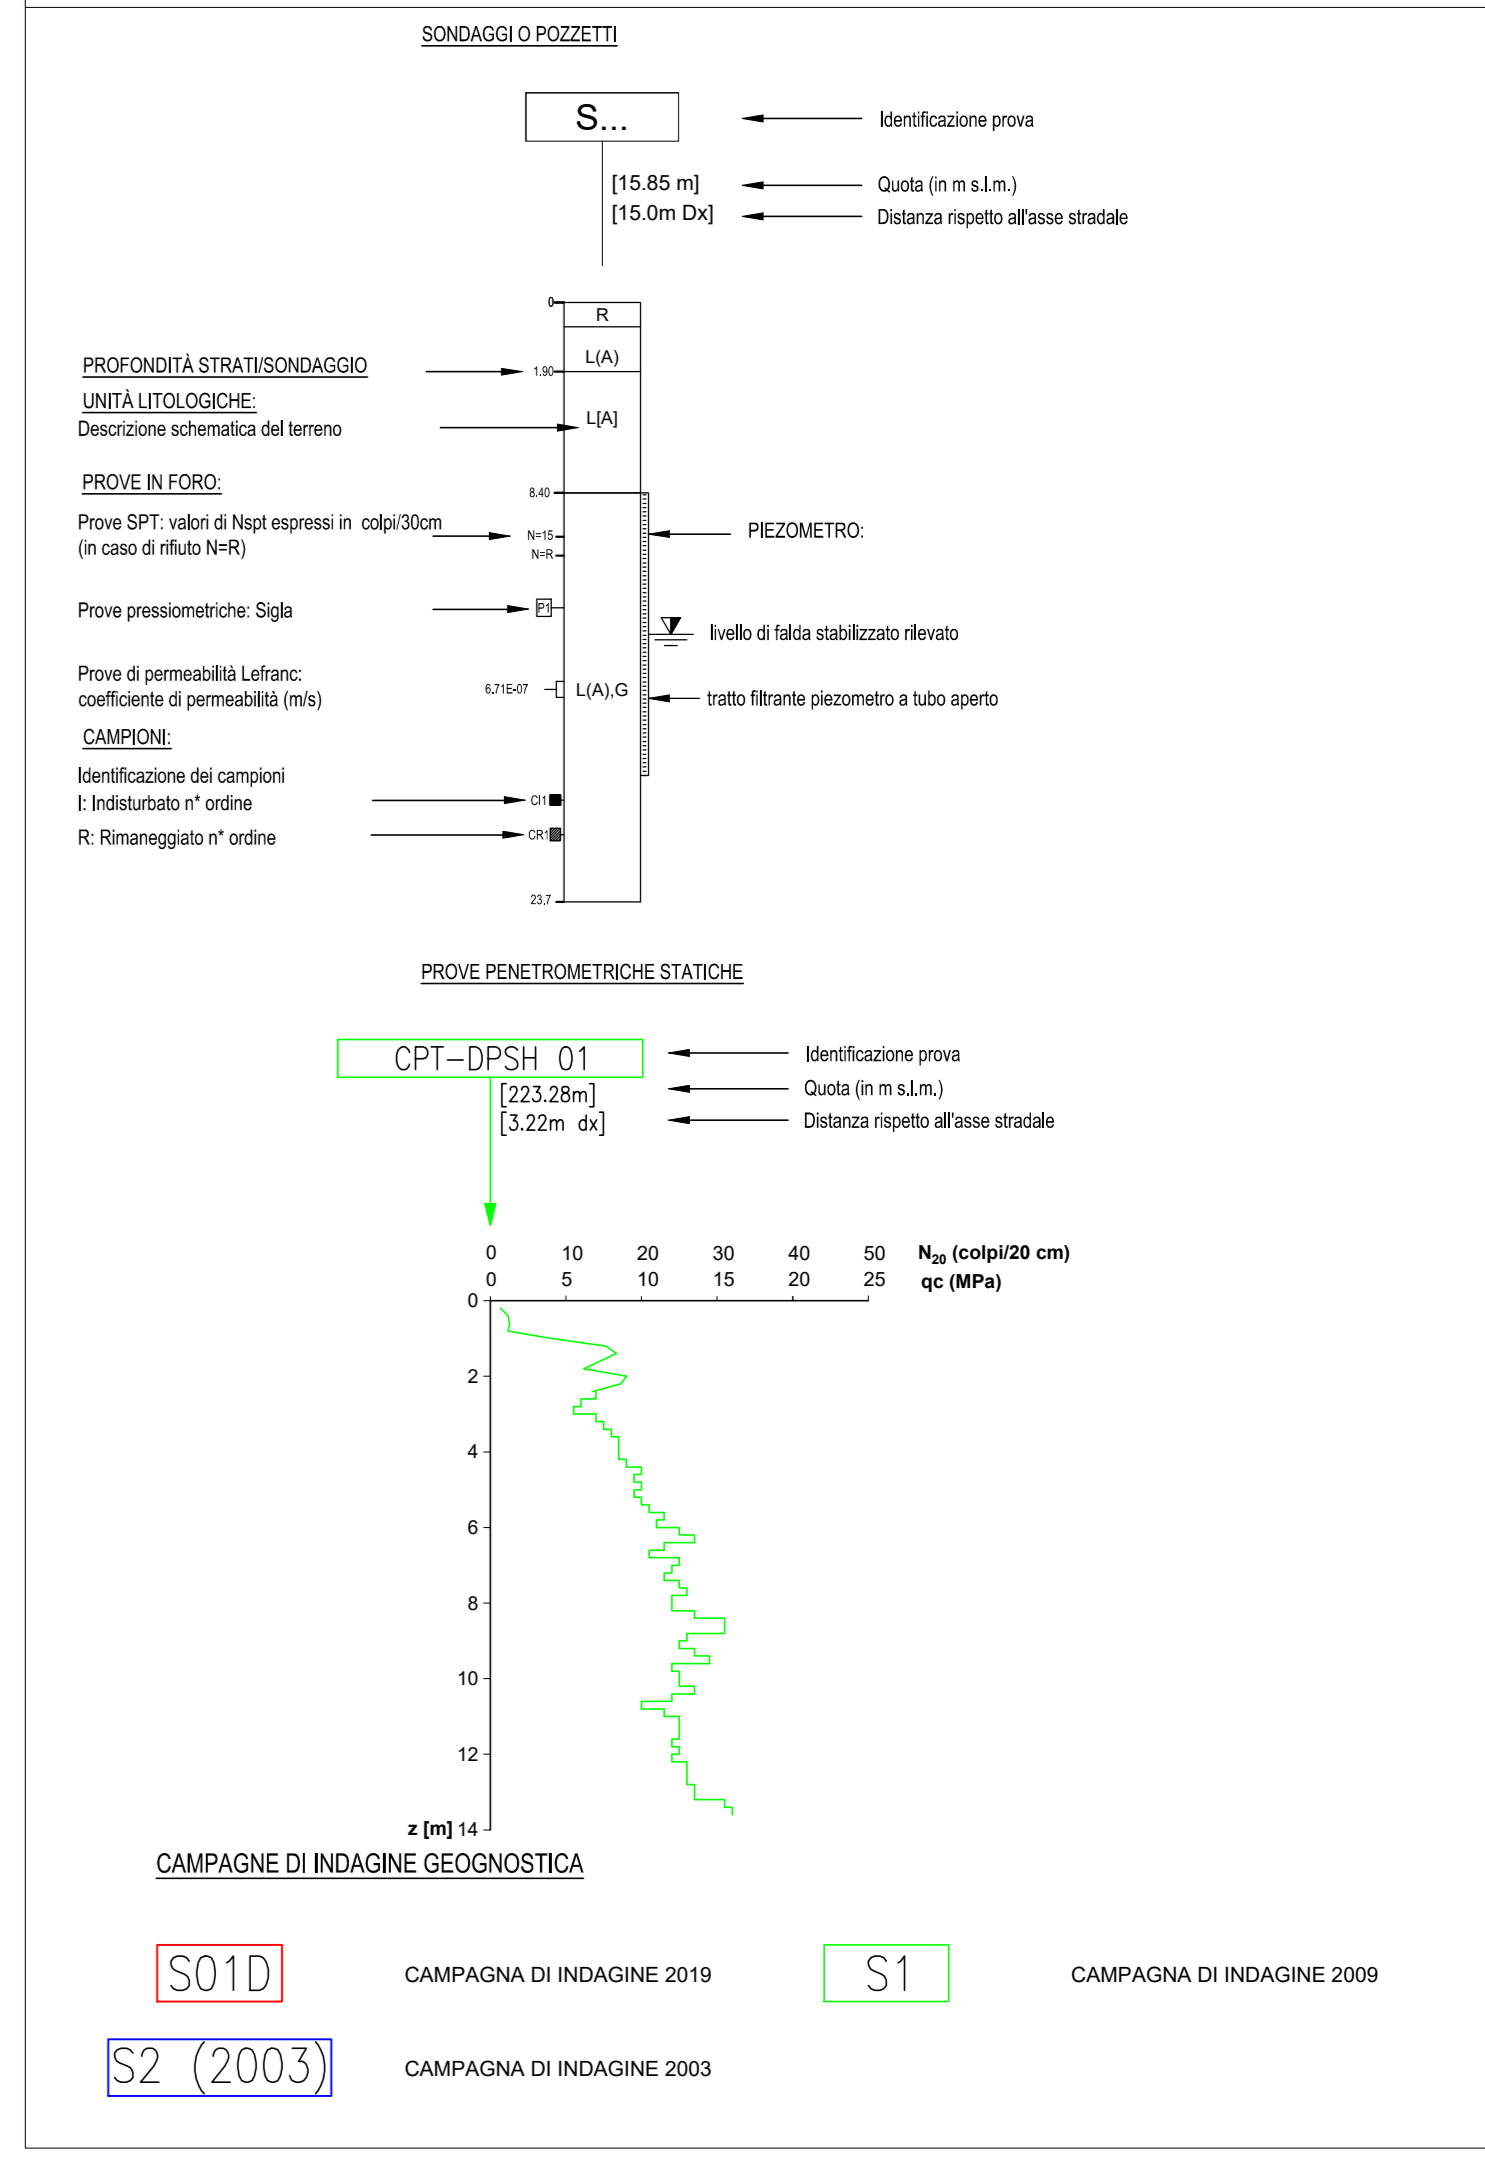 SONDAGGI O POZZETTI
S...
Identificazione prova
[15.85 m]
Quota (in m s.l.m.)
[15.0m Dx]
Distanza rispetto all'asse stradale
0
R
L(A)
PROFONDITÀ STRATI/SONDAGGIO
1.90
UNITÀ LITOLOGICHE:
L[A]
Descrizione schematica del terreno
PROVE IN FORO:
8.40
Prove SPT: valori di Nspt espressi in colpi/30cm
(in caso di rifiuto N=R)
N=15
N=R
PIEZOMETRO:
Prove pressiometriche: Sigla
P1
livello di falda stabilizzato rilevato
Prove di permeabilità Lefranc:
coefficiente di permeabilità (m/s)
6.71E-07
L(A),G
tratto filtrante piezometro a tubo aperto
CAMPIONI:
Identificazione dei campioni
I: Indisturbato n* ordine
CI1
R: Rimaneggiato n* ordine
CR1
23.7
PROVE PENETROMETRICHE STATICHE
CPT-DPSH 01
Identificazione prova
[223.28m]
Quota (in m s.l.m.)
[3.22m dx]
Distanza rispetto all'asse stradale
0 10 20 30 40 50 N20 (colpi/20 cm)
0 5 10 15 20 25 qc (MPa)
0
2
4
6
8
10
12
z [m] 14
CAMPAGNE DI INDAGINE GEOGNOSTICA
S01D
CAMPAGNA DI INDAGINE 2019
S1
CAMPAGNA DI INDAGINE 2009
S2 (2003)
CAMPAGNA DI INDAGINE 2003